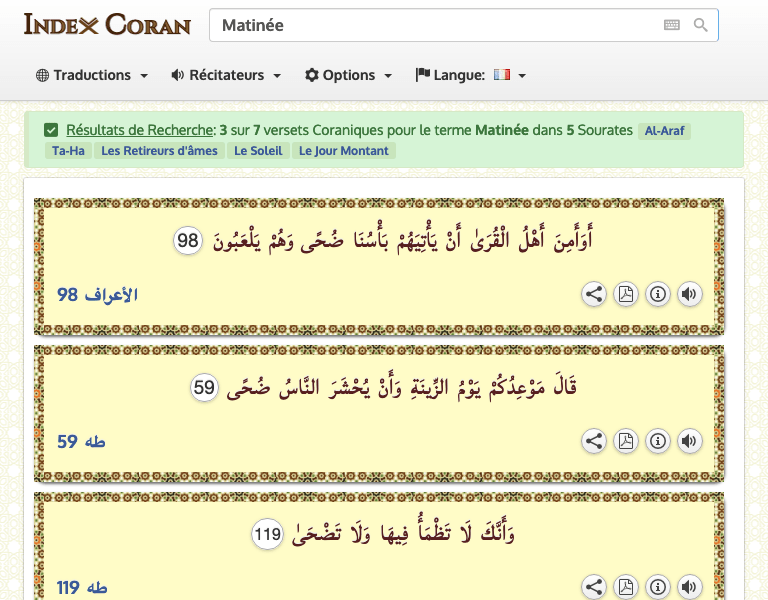 Index Coran
Matinée
Traductions Récitateurs Options Langue:
Résultats de Recherche: 3 sur 7 versets Coraniques pour le terme Matinée dans 5 Sourates Al-Araf
Ta-Ha Les Retireurs d'âmes Le Soleil Le Jour Montant
أَوَأَمِنَ أَهْلُ الْقُرَىٰ أَنْ يَأْتِيَهُمْ بَأْسُنَا ضُحًى وَهُمْ يَلْعَبُونَ 98
الأعراف 98
قَالَ مَوْعِدُكُمْ يَوْمُ الزِّينَةِ وَأَنْ يُحْشَرَ النَّاسُ ضُحًى 59
طه 59
وَأَنَّكَ لَا تَظْمَأُ فِيهَا وَلَا تَضْحَىٰ 119
طه 119